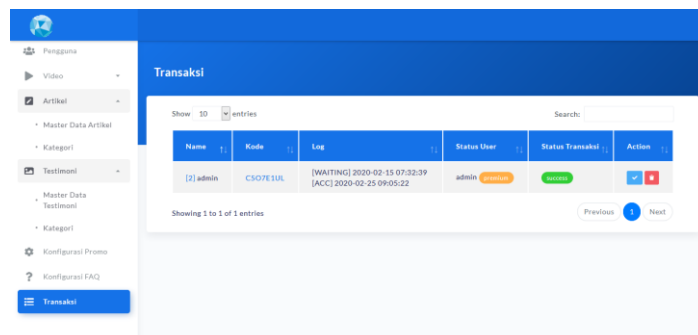 Pengguna
Video
Artikel
Master Data Artikel
Kategori
Testimoni
Master Data
Testimoni
Kategori
Konfigurasi Promo
Konfigurasi FAQ
Transaksi
Transaksi
Show 10 entries Search:
Name Kode Log Status User Status Transaksi Action
[2] admin CSO7E1UL [WAITING] 2020-02-15 07:32:39 admin premium success
[ACC] 2020-02-25 09:05:22
Showing 1 to 1 of 1 entries Previous 1 Next